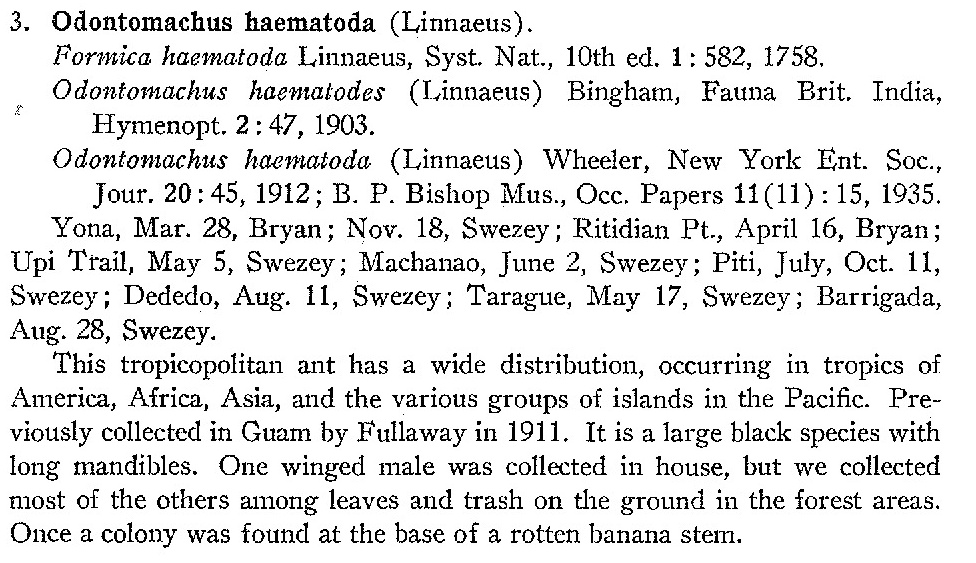 3. Odontomachus haematoda (Linnaeus).
Formica haematoda Linnaeus, Syst. Nat., 10th ed. 1: 582, 1758.
Odontomachus haematodes (Linnaeus) Bingham, Fauna Brit. India,
Hymenopt. 2: 47, 1903.
Odontomachus haematoda (Linnaeus) Wheeler, New York Ent. Soc.,
Jour. 20: 45, 1912; B. P. Bishop Mus., Occ. Papers 11(11): 15, 1935.
Yona, Mar. 28, Bryan; Nov. 18, Swezey; Ritidian Pt., April 16, Bryan;
Upi Trail, May 5, Swezey; Machanao, June 2, Swezey; Piti, July, Oct. 11,
Swezey; Dededo, Aug. 11, Swezey; Tarague, May 17, Swezey; Barrigada,
Aug. 28, Swezey.
This tropicopolitan ant has a wide distribution, occurring in tropics of
America, Africa, Asia, and the various groups of islands in the Pacific. Pre-
viously collected in Guam by Fullaway in 1911. It is a large black species with
long mandibles. One winged male was collected in house, but we collected
most of the others among leaves and trash on the ground in the forest areas.
Once a colony was found at the base of a rotten banana stem.